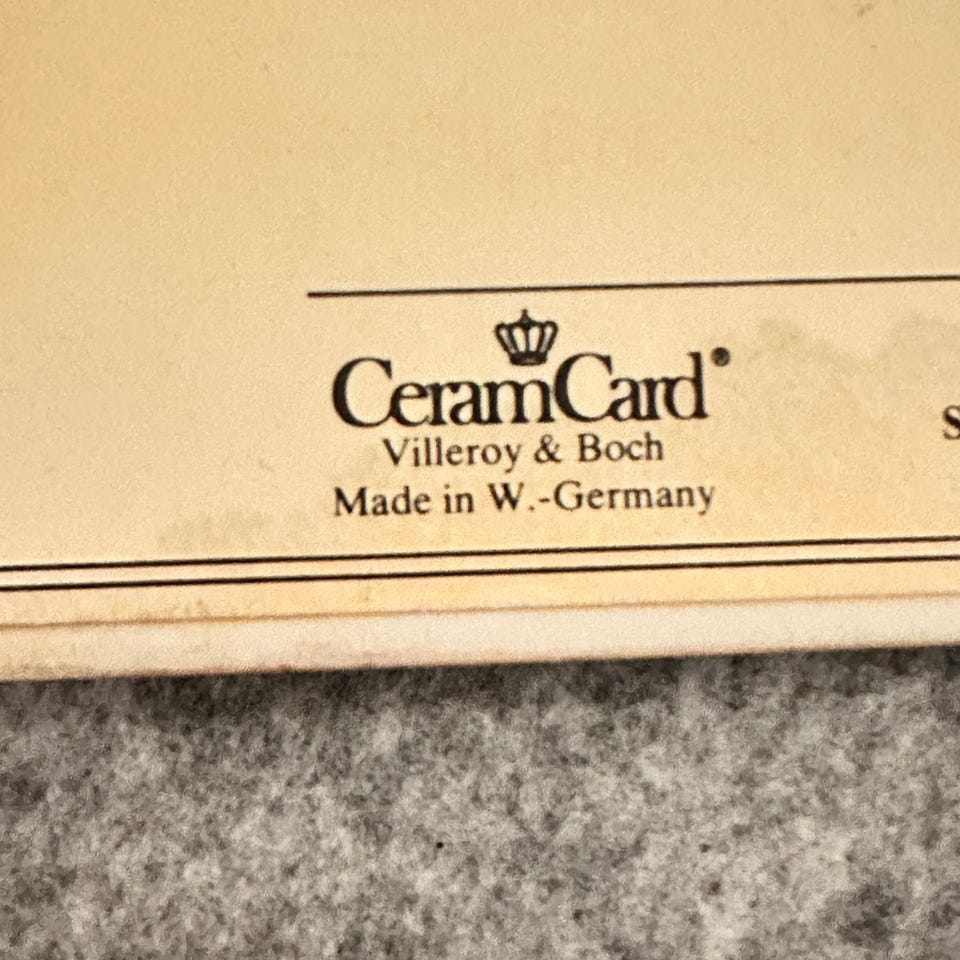 CeramCard®
Villeroy & Boch
Made in W.-Germany